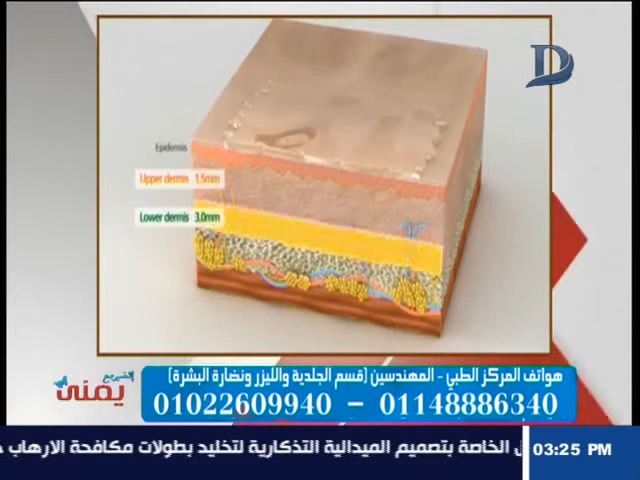 D
Epidermis
Upper dermis 1.5mm
Lower dermis 3.0mm
هواتف المركز الطبي - المهندسين (قسم الجلدية والليزر ونضارة البشرة)
01022609940 – 01148886340
يمنى
الخاصة بتصميم الميدالية التذكارية لتخليد بطولات مكافحة الارهاب
03:25 PM